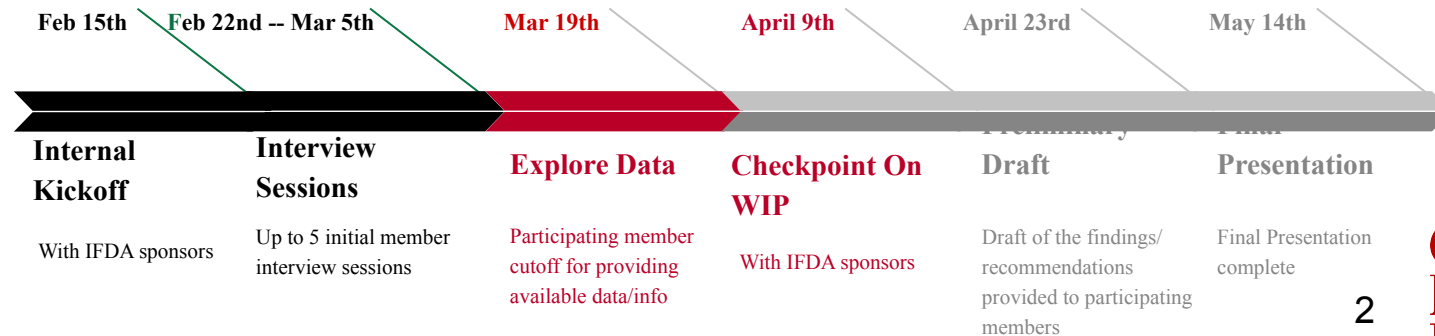 Feb 15th
Feb 22nd -- Mar 5th
Mar 19th
April 9th
April 23rd
May 14th
Internal
Kickoff
With IFDA sponsors
Interview
Sessions
Up to 5 initial member
interview sessions
Explore Data
Participating member
cutoff for providing
available data/info
Checkpoint On
WIP
With IFDA sponsors
Preliminary
Draft
Draft of the findings/
recommendations
provided to participating
members
Final
Presentation
Final Presentation
complete
2